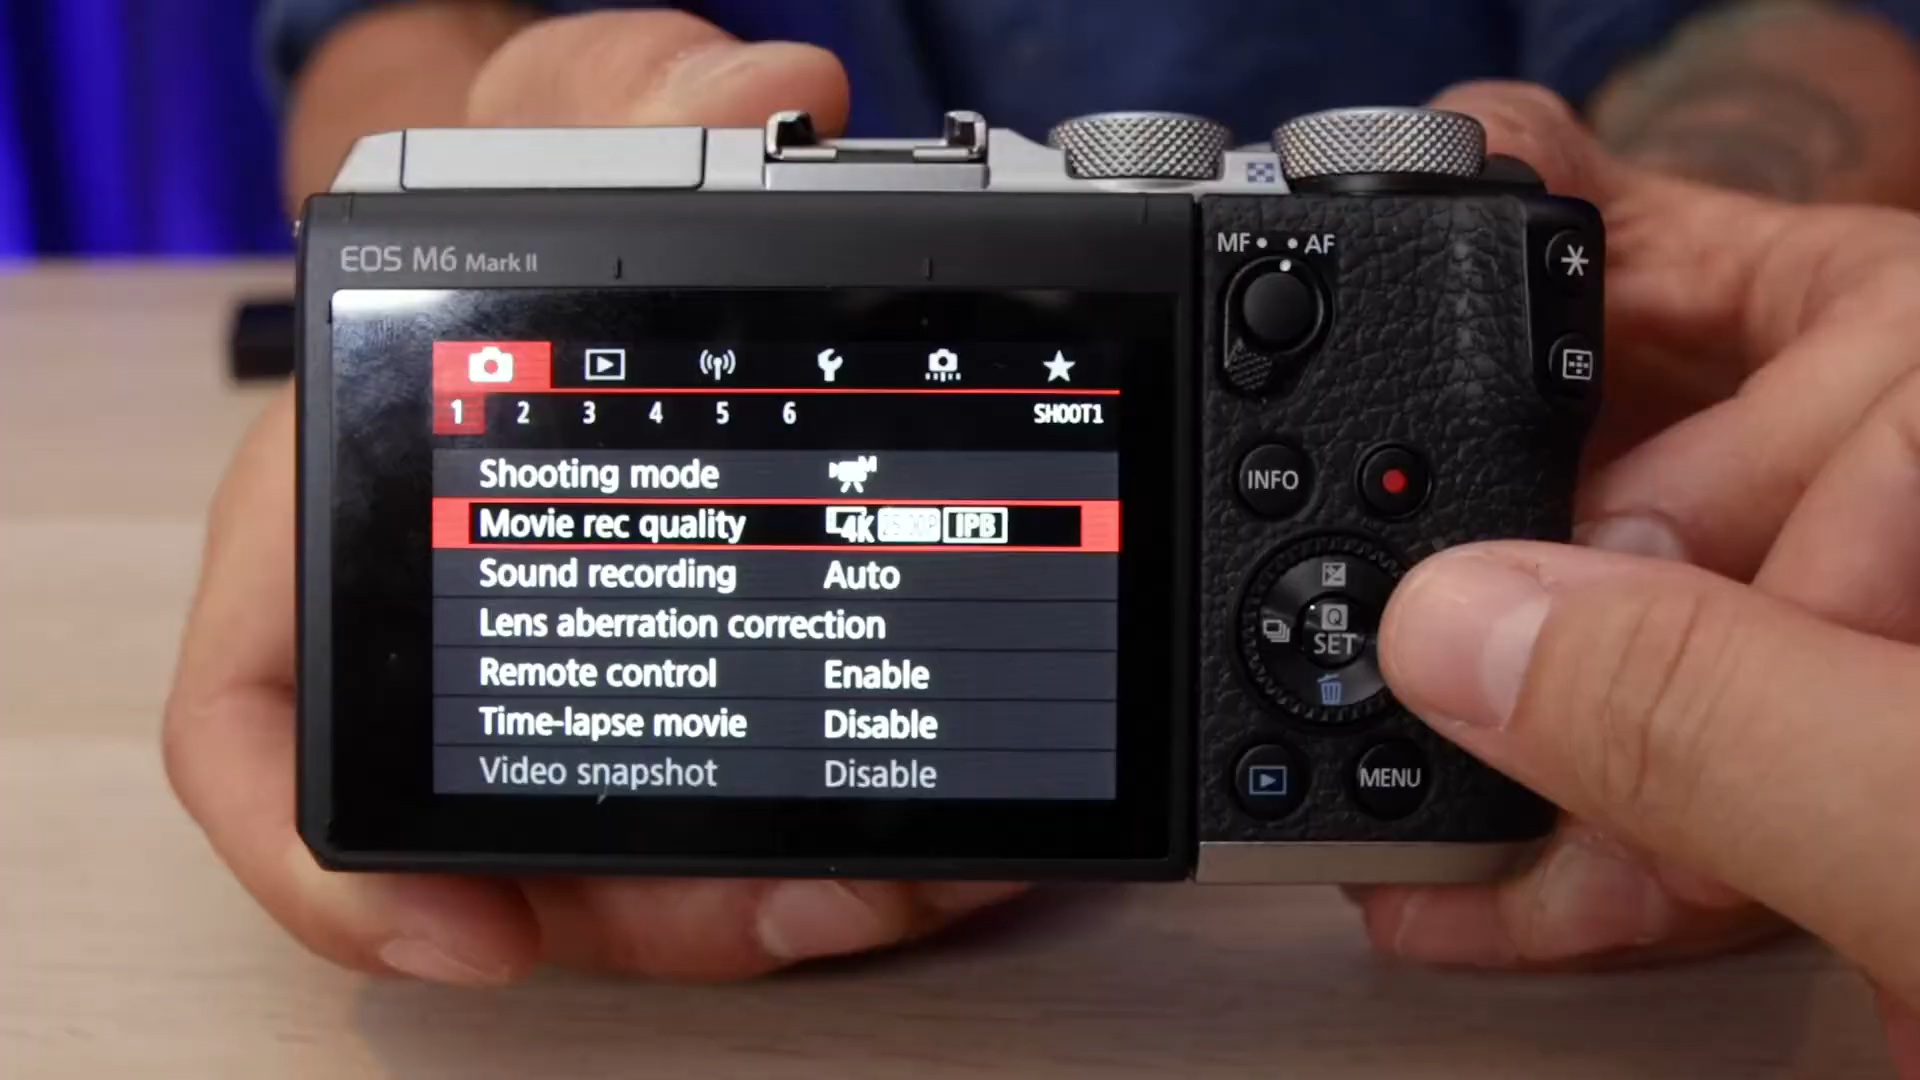 EOS M6 Mark II
MF AF
1 2 3 4 5 6 SHOOT1
Shooting mode M
Movie rec quality 4K IPB
Sound recording Auto
Lens aberration correction
Remote control Enable
Time-lapse movie Disable
Video snapshot Disable
INFO
Q
SET
MENU